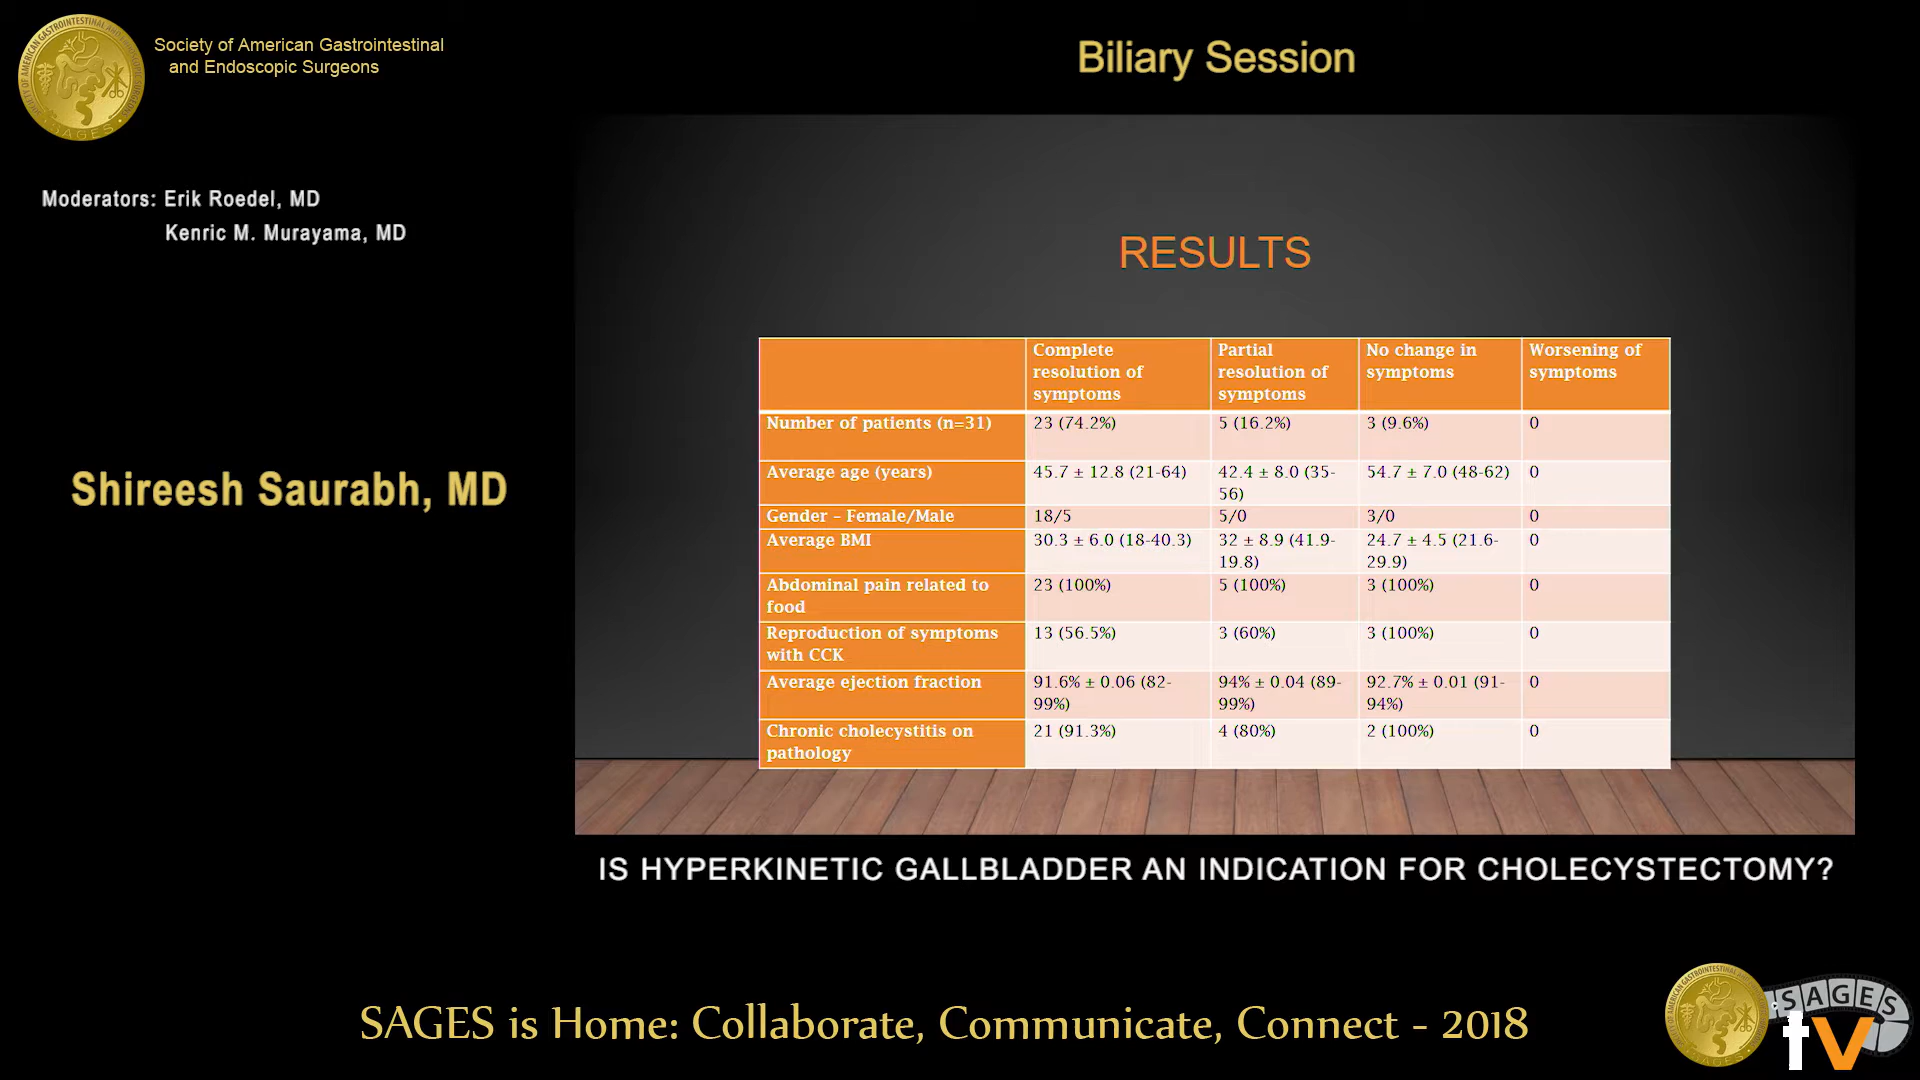 Society of American Gastrointestinal
and Endoscopic Surgeons
Biliary Session
Moderators: Erik Roedel, MD
Kenric M. Murayama, MD
Shireesh Saurabh, MD
RESULTS
Complete resolution of symptoms
Partial resolution of symptoms
No change in symptoms
Worsening of symptoms
Number of patients (n=31)
23 (74.2%)
5 (16.2%)
3 (9.6%)
0
Average age (years)
45.7 ± 12.8 (21-64)
42.4 ± 8.0 (35-56)
54.7 ± 7.0 (48-62)
0
Gender – Female/Male
18/5
5/0
3/0
0
Average BMI
30.3 ± 6.0 (18-40.3)
32 ± 8.9 (41.9-19.8)
24.7 ± 4.5 (21.6-29.9)
0
Abdominal pain related to food
23 (100%)
5 (100%)
3 (100%)
0
Reproduction of symptoms with CCK
13 (56.5%)
3 (60%)
3 (100%)
0
Average ejection fraction
91.6% ± 0.06 (82-99%)
94% ± 0.04 (89-99%)
92.7% ± 0.01 (91-94%)
0
Chronic cholecystitis on pathology
21 (91.3%)
4 (80%)
2 (100%)
0
IS HYPERKINETIC GALLBLADDER AN INDICATION FOR CHOLECYSTECTOMY?
SAGES is Home: Collaborate, Communicate, Connect - 2018
SAGES
tv